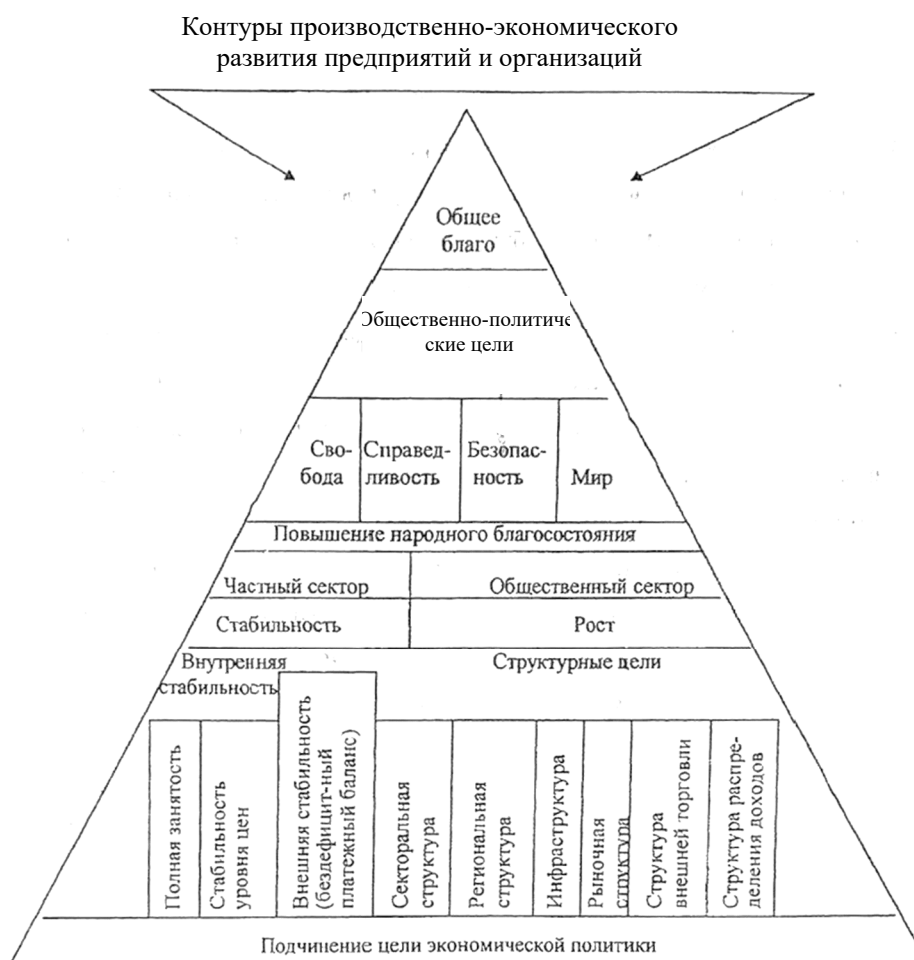 Контуры производственно-экономического
развития предприятий и организаций
Общее
благо
Общественно-политиче
ские цели
Сво-
бода
Справед-
ливость
Безопас-
ность
Мир
Повышение народного благосостояния
Частный сектор
Общественный сектор
Стабильность
Рост
Внутренняя
стабильность
Структурные цели
Полная занятость
Стабильность
уровня цен
Внешняя стабильность
(бездефицит-ный
платежный баланс)
Секторальная
структура
Региональная
структура
Инфраструктура
Рыночная
структура
Структура
внешней торговли
Структура распре-
деления доходов
Подчинение цели экономической политики